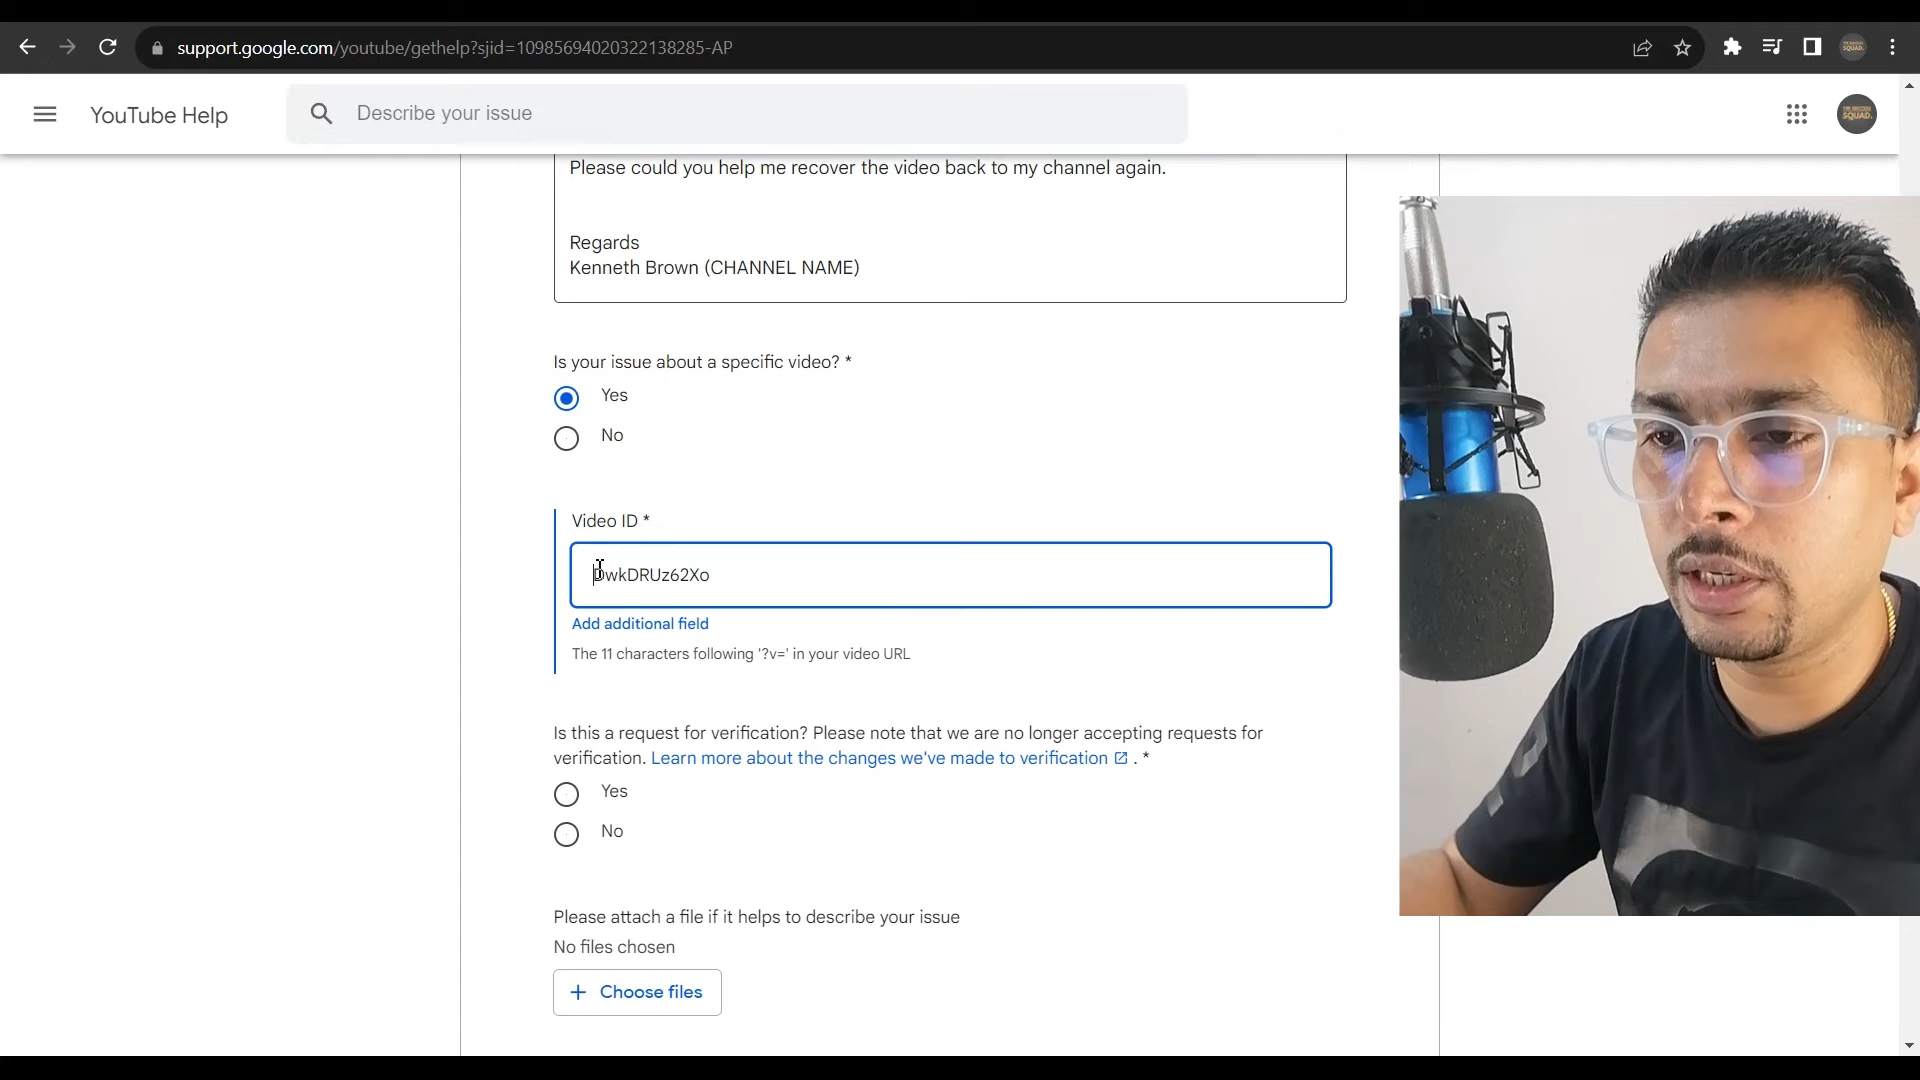 support.google.com/youtube/gethelp?sjid=10985694020322138285-AP
YouTube Help
Describe your issue
SQUAD.
Please could you help me recover the video back to my channel again.
Regards
Kenneth Brown (CHANNEL NAME)
Is your issue about a specific video? *
Yes
No
Video ID *
DwkDRUz62Xo
Add additional field
The 11 characters following '?v=' in your video URL
Is this a request for verification? Please note that we are no longer accepting requests for
verification. Learn more about the changes we've made to verification . *
Yes
No
Please attach a file if it helps to describe your issue
No files chosen
+ Choose files